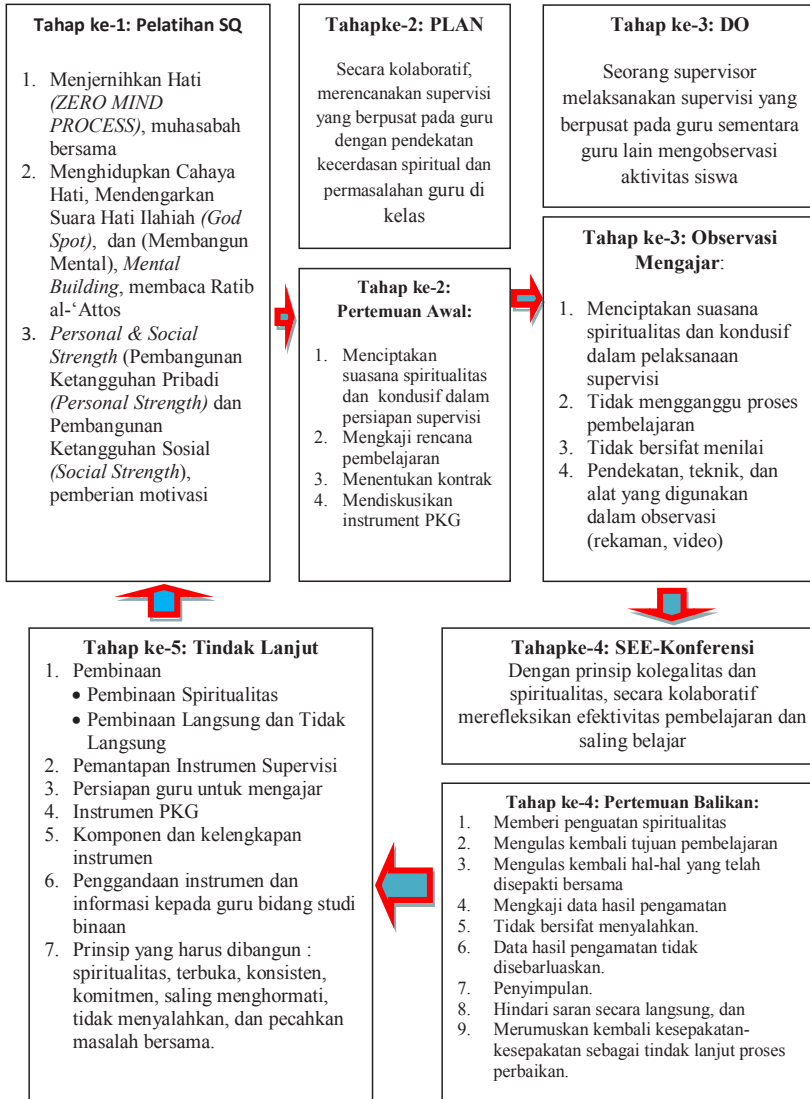 Tahap ke-1: Pelatihan SQ
1. Menjernihkan Hati
(ZERO MIND
PROCESS), muhasabah
bersama
2. Menghidupkan Cahaya
Hati, Mendengarkan
Suara Hati Ilahiah (God
Spot), dan (Membangun
Mental), Mental
Building, membaca Ratib
al-‘Attos
3. Personal & Social
Strength (Pembangunan
Ketangguhan Pribadi
(Personal Strength) dan
Pembangunan
Ketangguhan Sosial
(Social Strength),
pemberian motivasi
Tahapke-2: PLAN
Secara kolaboratif,
merencanakan supervisi
yang berpusat pada guru
dengan pendekatan
kecerdasan spiritual dan
permasalahan guru di
kelas
Tahap ke-2:
Pertemuan Awal:
1. Menciptakan
suasana spiritualitas
dan kondusif dalam
persiapan supervisi
2. Mengkaji rencana
pembelajaran
3. Menentukan kontrak
4. Mendiskusikan
instrument PKG
Tahap ke-3: DO
Seorang supervisor
melaksanakan supervisi yang
berpusat pada guru sementara
guru lain mengobservasi
aktivitas siswa
Tahap ke-3: Observasi
Mengajar:
1. Menciptakan suasana
spiritualitas dan kondusif
dalam pelaksanaan
supervisi
2. Tidak mengganggu proses
pembelajaran
3. Tidak bersifat menilai
4. Pendekatan, teknik, dan
alat yang digunakan
dalam observasi
(rekaman, video)
Tahapke-4: SEE-Konferensi
Dengan prinsip kolegalitas dan
spiritualitas, secara kolaboratif
merefleksikan efektivitas pembelajaran dan
saling belajar
Tahap ke-4: Pertemuan Balikan:
1. Memberi penguatan spiritualitas
2. Mengulas kembali tujuan pembelajaran
3. Mengulas kembali hal-hal yang telah
disepakti bersama
4. Mengkaji data hasil pengamatan
5. Tidak bersifat menyalahkan.
6. Data hasil pengamatan tidak
disebarluaskan.
7. Penyimpulan.
8. Hindari saran secara langsung, dan
9. Merumuskan kembali kesepakatan-
kesepakatan sebagai tindak lanjut proses
perbaikan.
Tahap ke-5: Tindak Lanjut
1. Pembinaan
• Pembinaan Spiritualitas
• Pembinaan Langsung dan Tidak
Langsung
2. Pemantapan Instrumen Supervisi
3. Persiapan guru untuk mengajar
4. Instrumen PKG
5. Komponen dan kelengkapan
instrumen
6. Penggandaan instrumen dan
informasi kepada guru bidang studi
binaan
7. Prinsip yang harus dibangun :
spiritualitas, terbuka, konsisten,
komitmen, saling menghormati,
tidak menyalahkan, dan pecahkan
masalah bersama.